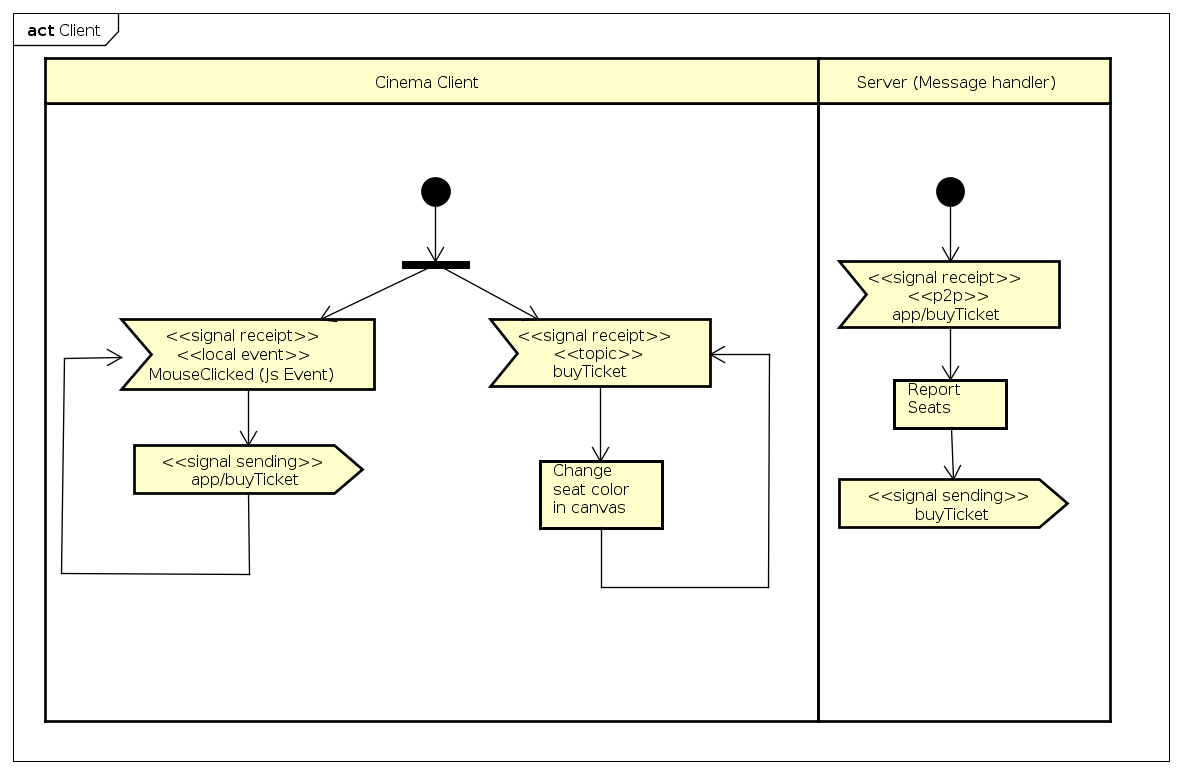 act Client
Cinema Client
Server (Message handler)
<<signal receipt>>
<<local event>>
MouseClicked (Js Event)
<<signal sending>>
app/buyTicket
<<signal receipt>>
<<topic>>
buyTicket
Change
seat color
in canvas
<<signal receipt>>
<<p2p>>
app/buyTicket
Report
Seats
<<signal sending>>
buyTicket